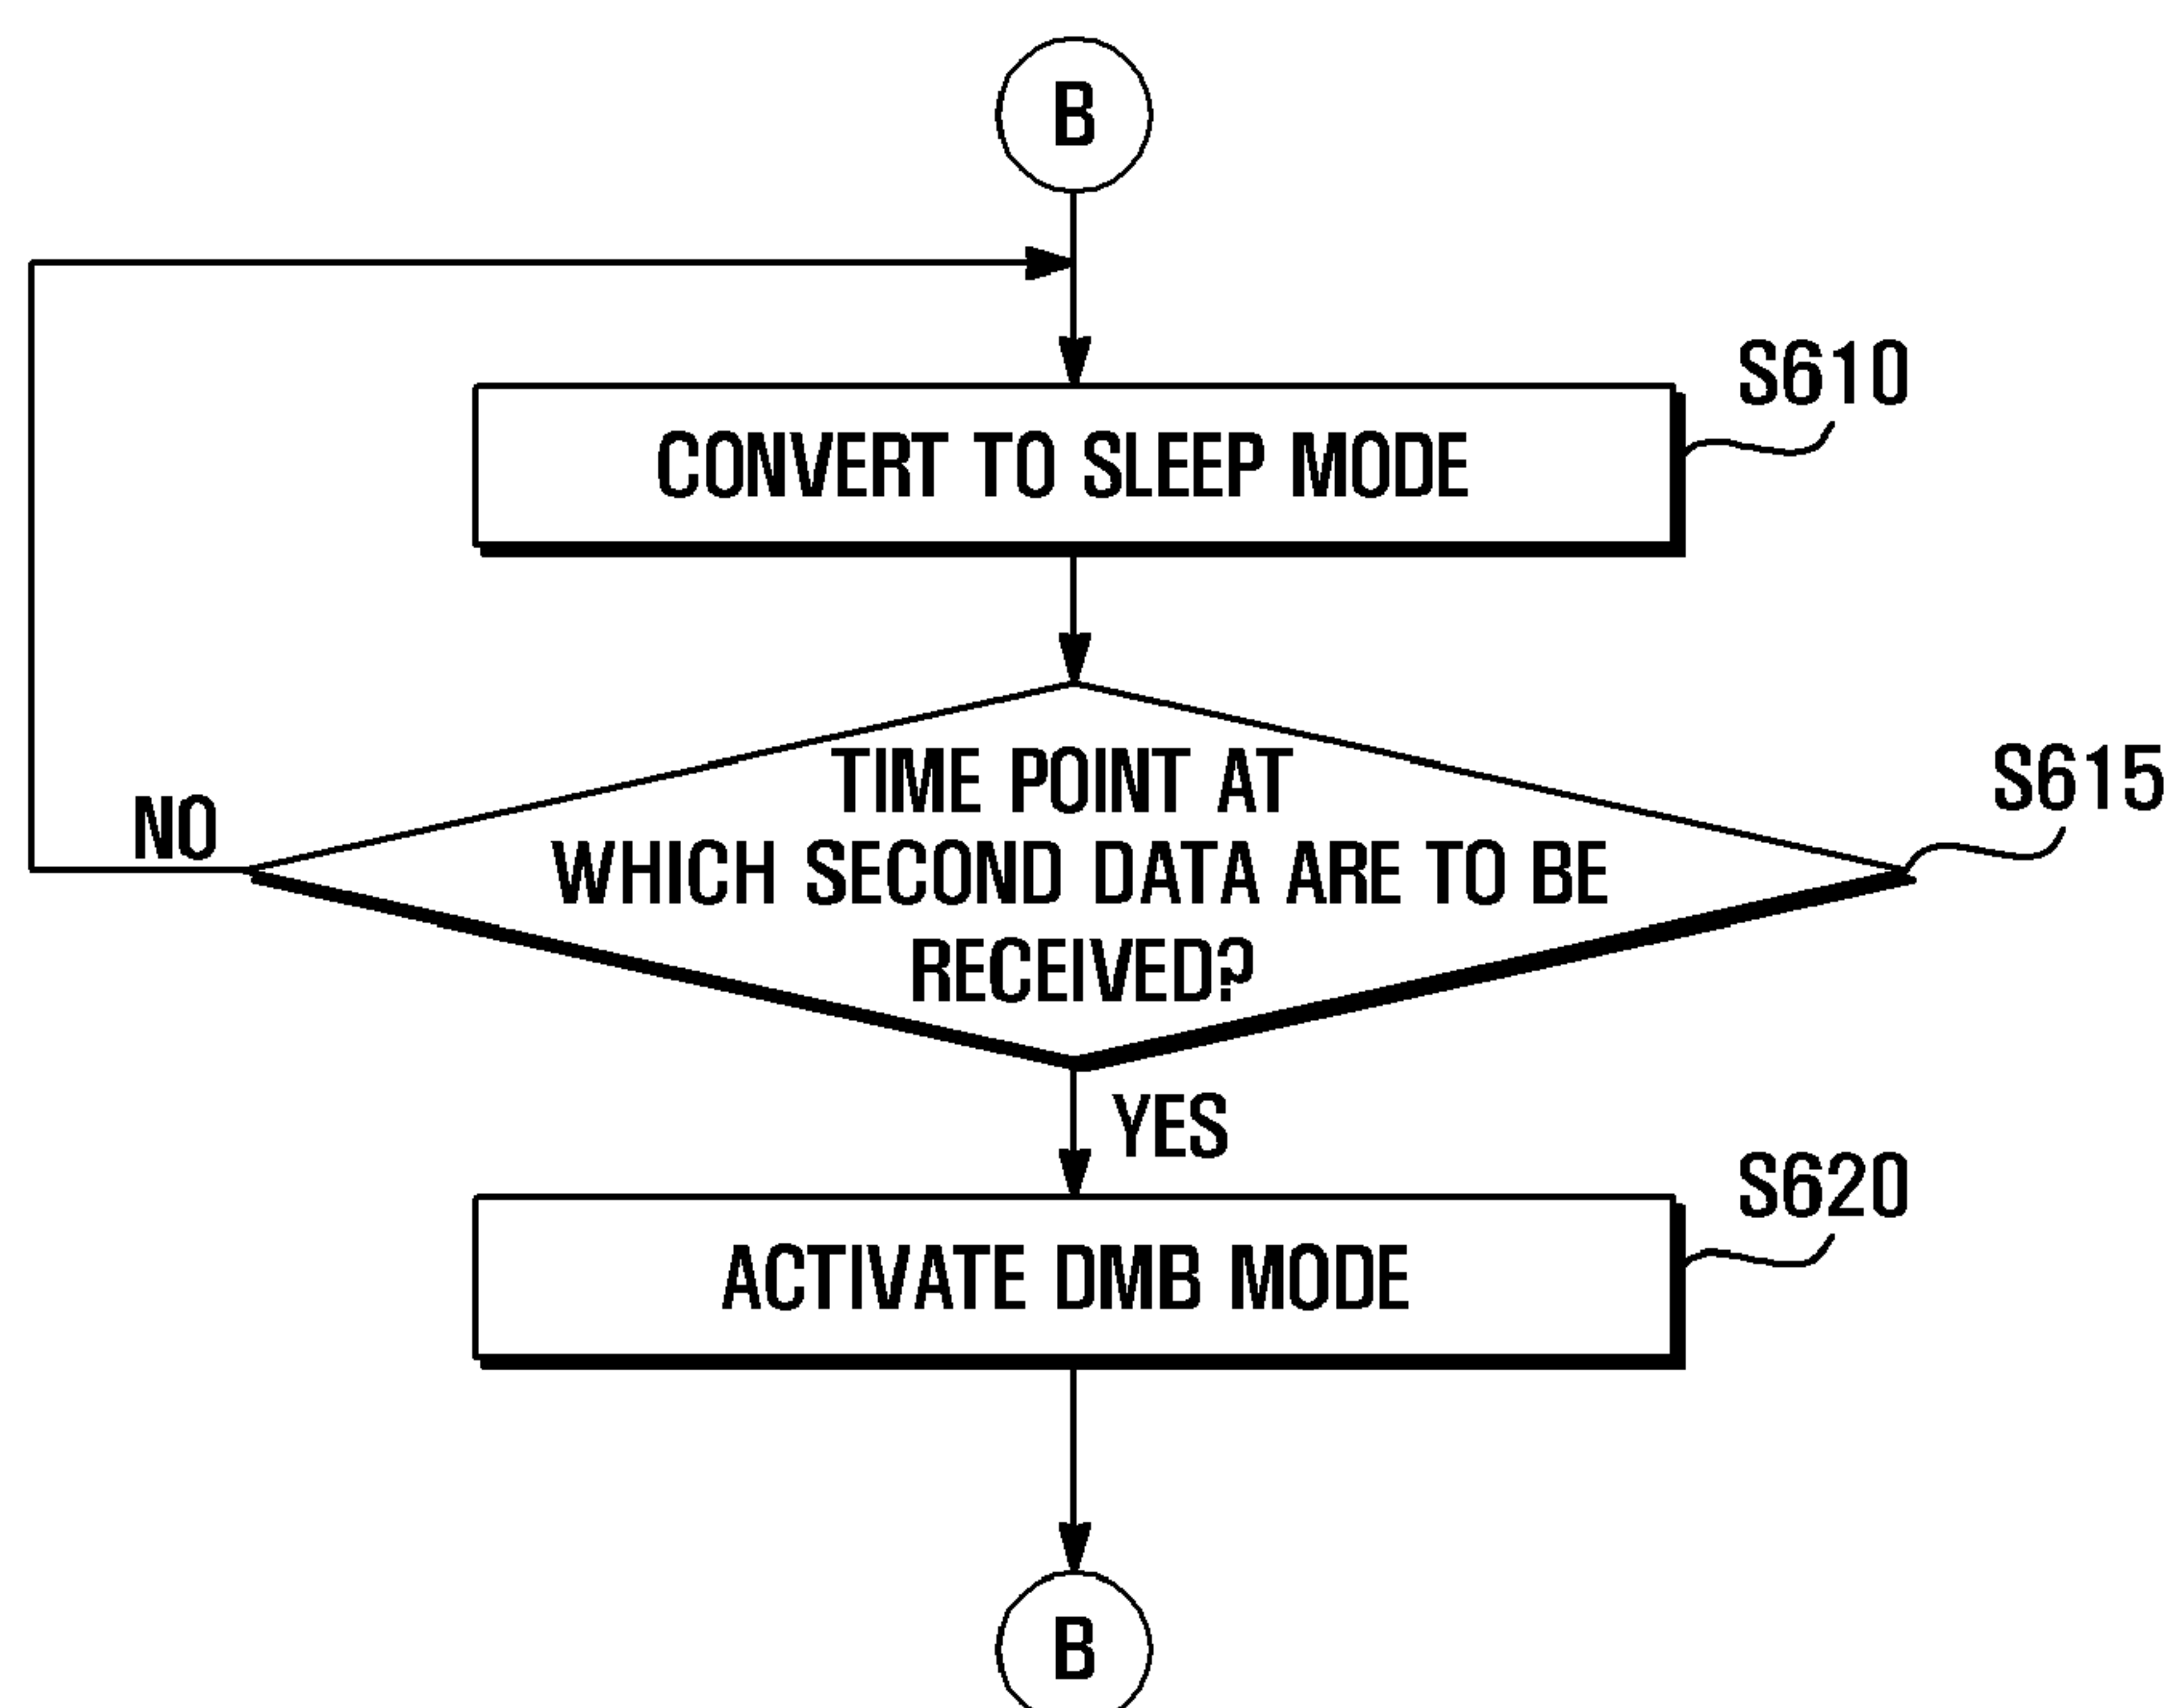 B
S610
CONVERT TO SLEEP MODE
S615
TIME POINT AT
WHICH SECOND DATA ARE TO BE
RECEIVED?
NO
YES
S620
ACTIVATE DMB MODE
B